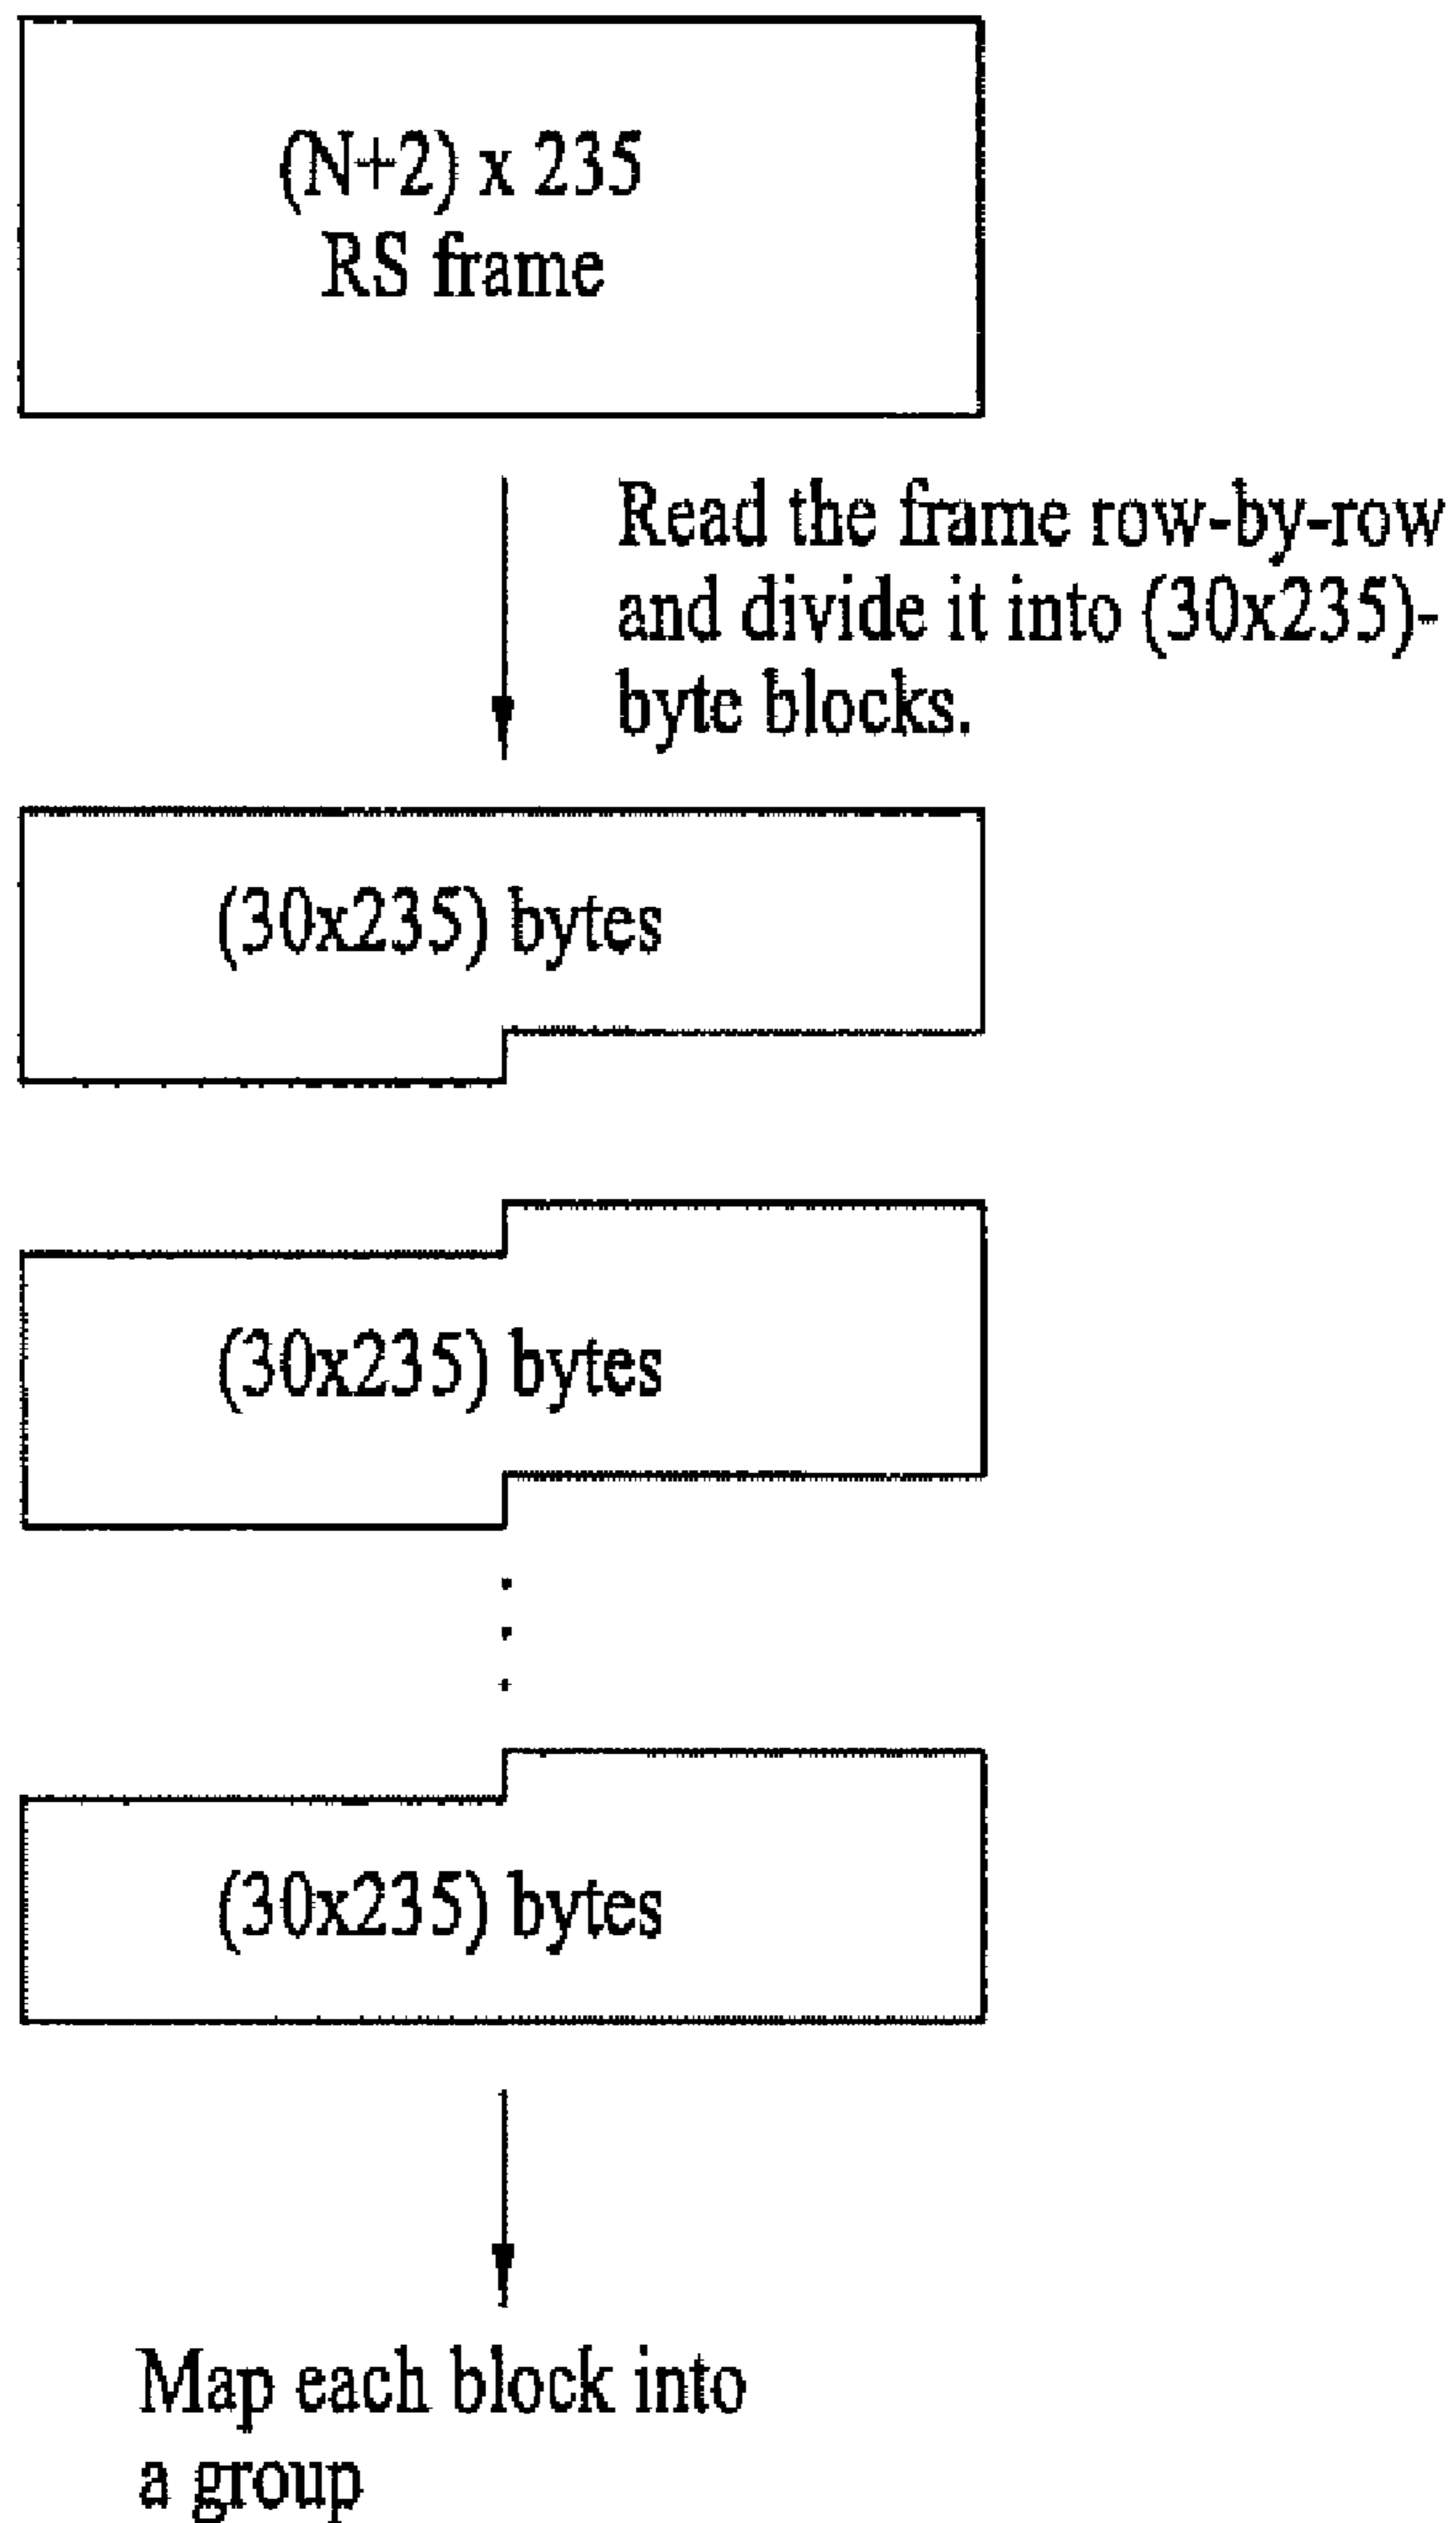 (N+2) x 235
RS frame
Read the frame row-by-row
and divide it into (30x235)-
byte blocks.
(30x235) bytes
(30x235) bytes
(30x235) bytes
Map each block into
a group